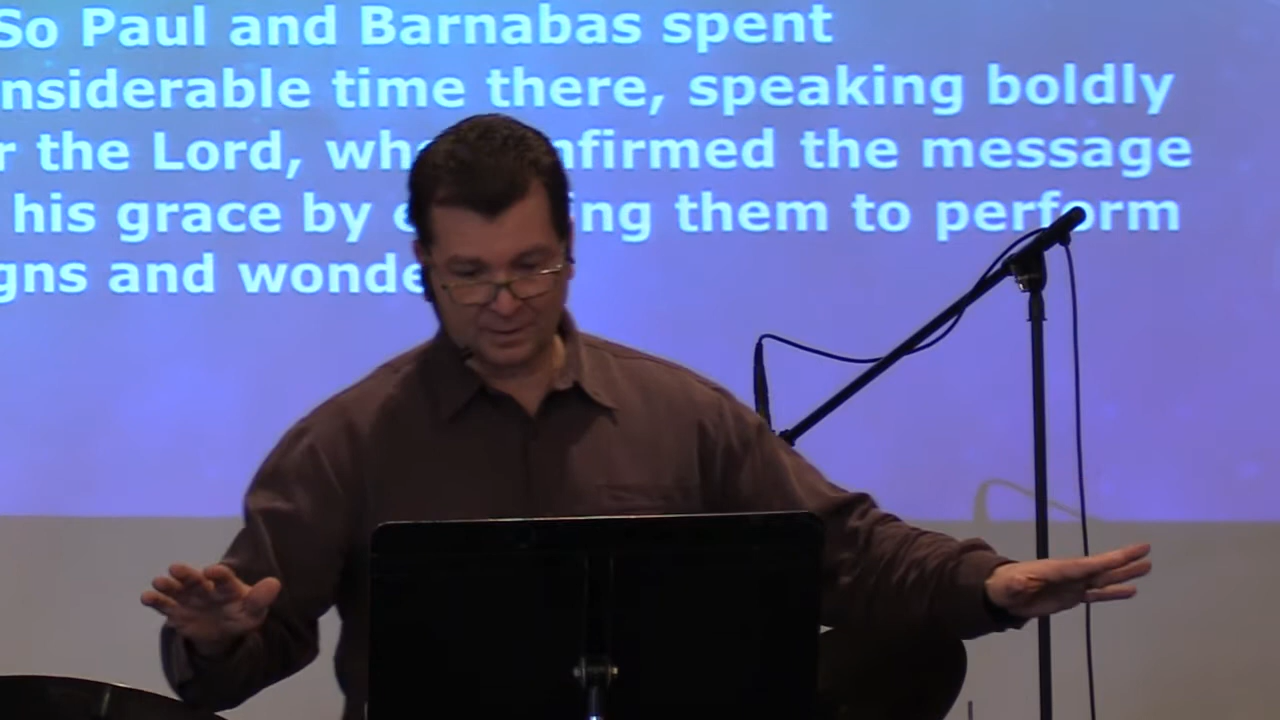 So Paul and Barnabas spent
nsiderable time there, speaking boldly
r the Lord, who nfirmed the message
his grace by e ing them to perform
gns and wonde